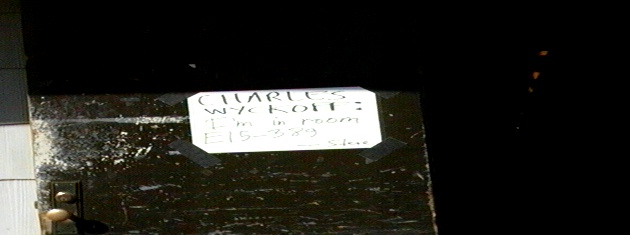 CHARLES
WYCKOFF:
I'm in room
E15-389